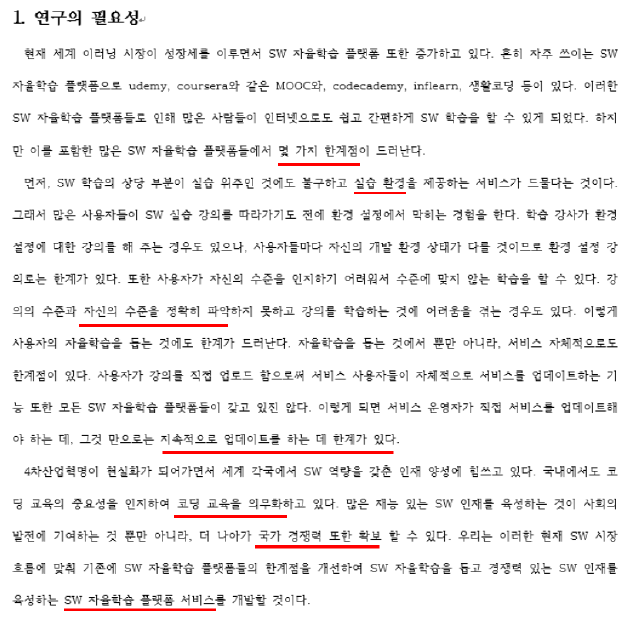 1. 연구의 필요성
현재 세계 이러닝 시장이 성장세를 이루면서 SW 자율학습 플랫폼 또한 증가하고 있다. 흔히 자주 쓰이는 SW
자율학습 플랫폼으로 udemy, coursera와 같은 MOOC와, codecademy, inflearn, 생활코딩 등이 있다. 이러한
SW 자율학습 플랫폼들로 인해 많은 사람들이 인터넷으로도 쉽고 간편하게 SW 학습을 할 수 있게 되었다. 하지
만 이를 포함한 많은 SW 자율학습 플랫폼들에서 몇 가지 한계점이 드러난다.
먼저, SW 학습의 상당 부분이 실습 위주인 것에도 불구하고 실습 환경을 제공하는 서비스가 드물다는 것이다.
그래서 많은 사용자들이 SW 실습 강의를 따라가기도 전에 환경 설정에서 막히는 경험을 한다. 학습 강사가 환경
설정에 대한 강의를 해 주는 경우도 있으나, 사용자들마다 자신의 개발 환경 상태가 다를 것이므로 환경 설정 강
의로는 한계가 있다. 또한 사용자가 자신의 수준을 인지하기 어려워서 수준에 맞지 않는 학습을 할 수 있다. 강
의의 수준과 자신의 수준을 정확히 파악하지 못하고 강의를 학습하는 것에 어려움을 겪는 경우도 있다. 이렇게
사용자의 자율학습을 돕는 것에도 한계가 드러난다. 자율학습을 돕는 것에서 뿐만 아니라, 서비스 자체적으로도
한계점이 있다. 사용자가 강의를 직접 업로드 함으로써 서비스 사용자들이 자체적으로 서비스를 업데이트하는 기
능 또한 모든 SW 자율학습 플랫폼들이 갖고 있진 않다. 이렇게 되면 서비스 운영자가 직접 서비스를 업데이트해
야 하는 데, 그것 만으로는 지속적으로 업데이트를 하는 데 한계가 있다.
4차산업혁명이 현실화가 되어가면서 세계 각국에서 SW 역량을 갖춘 인재 양성에 힘쓰고 있다. 국내에서도 코
딩 교육의 중요성을 인지하여 코딩 교육을 의무화하고 있다. 많은 재능 있는 SW 인재를 육성하는 것이 사회의
발전에 기여하는 것 뿐만 아니라, 더 나아가 국가 경쟁력 또한 확보 할 수 있다. 우리는 이러한 현재 SW 시장
흐름에 맞춰 기존에 SW 자율학습 플랫폼들의 한계점을 개선하여 SW 자율학습을 돕고 경쟁력 있는 SW 인재를
육성하는 SW 자율학습 플랫폼 서비스를 개발할 것이다.